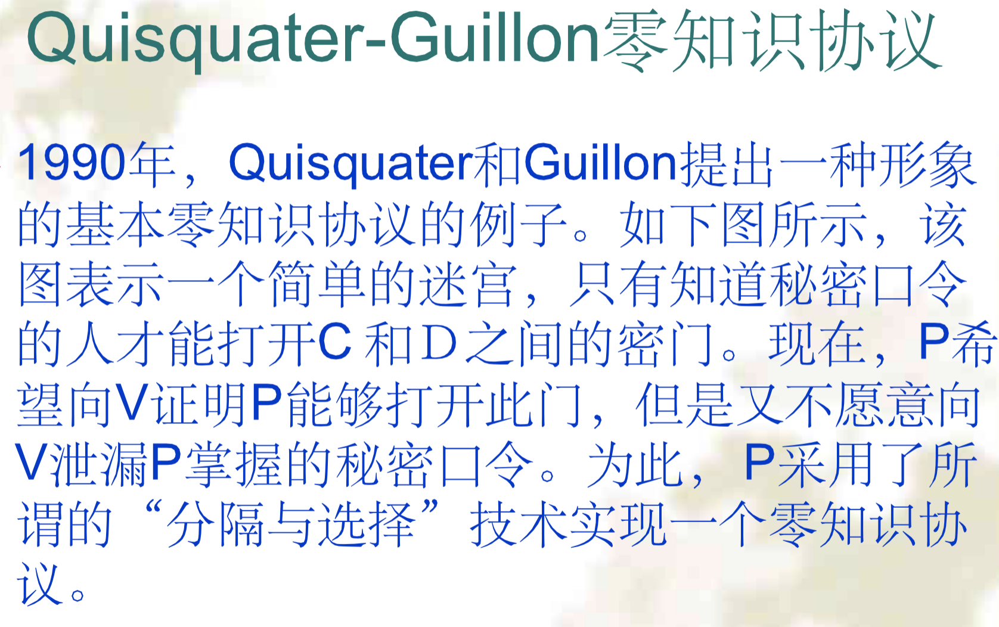 Quisquater-Guillon零知识协议
1990年，Quisquater和Guillon提出一种形象
的基本零知识协议的例子。如下图所示，该
图表示一个简单的迷宫，只有知道秘密口令
的人才能打开C 和D之间的密门。现在，P希
望向V证明P能够打开此门，但是又不愿意向
V泄漏P掌握的秘密口令。为此，P采用了所
谓的“分隔与选择”技术实现一个零知识协
议。